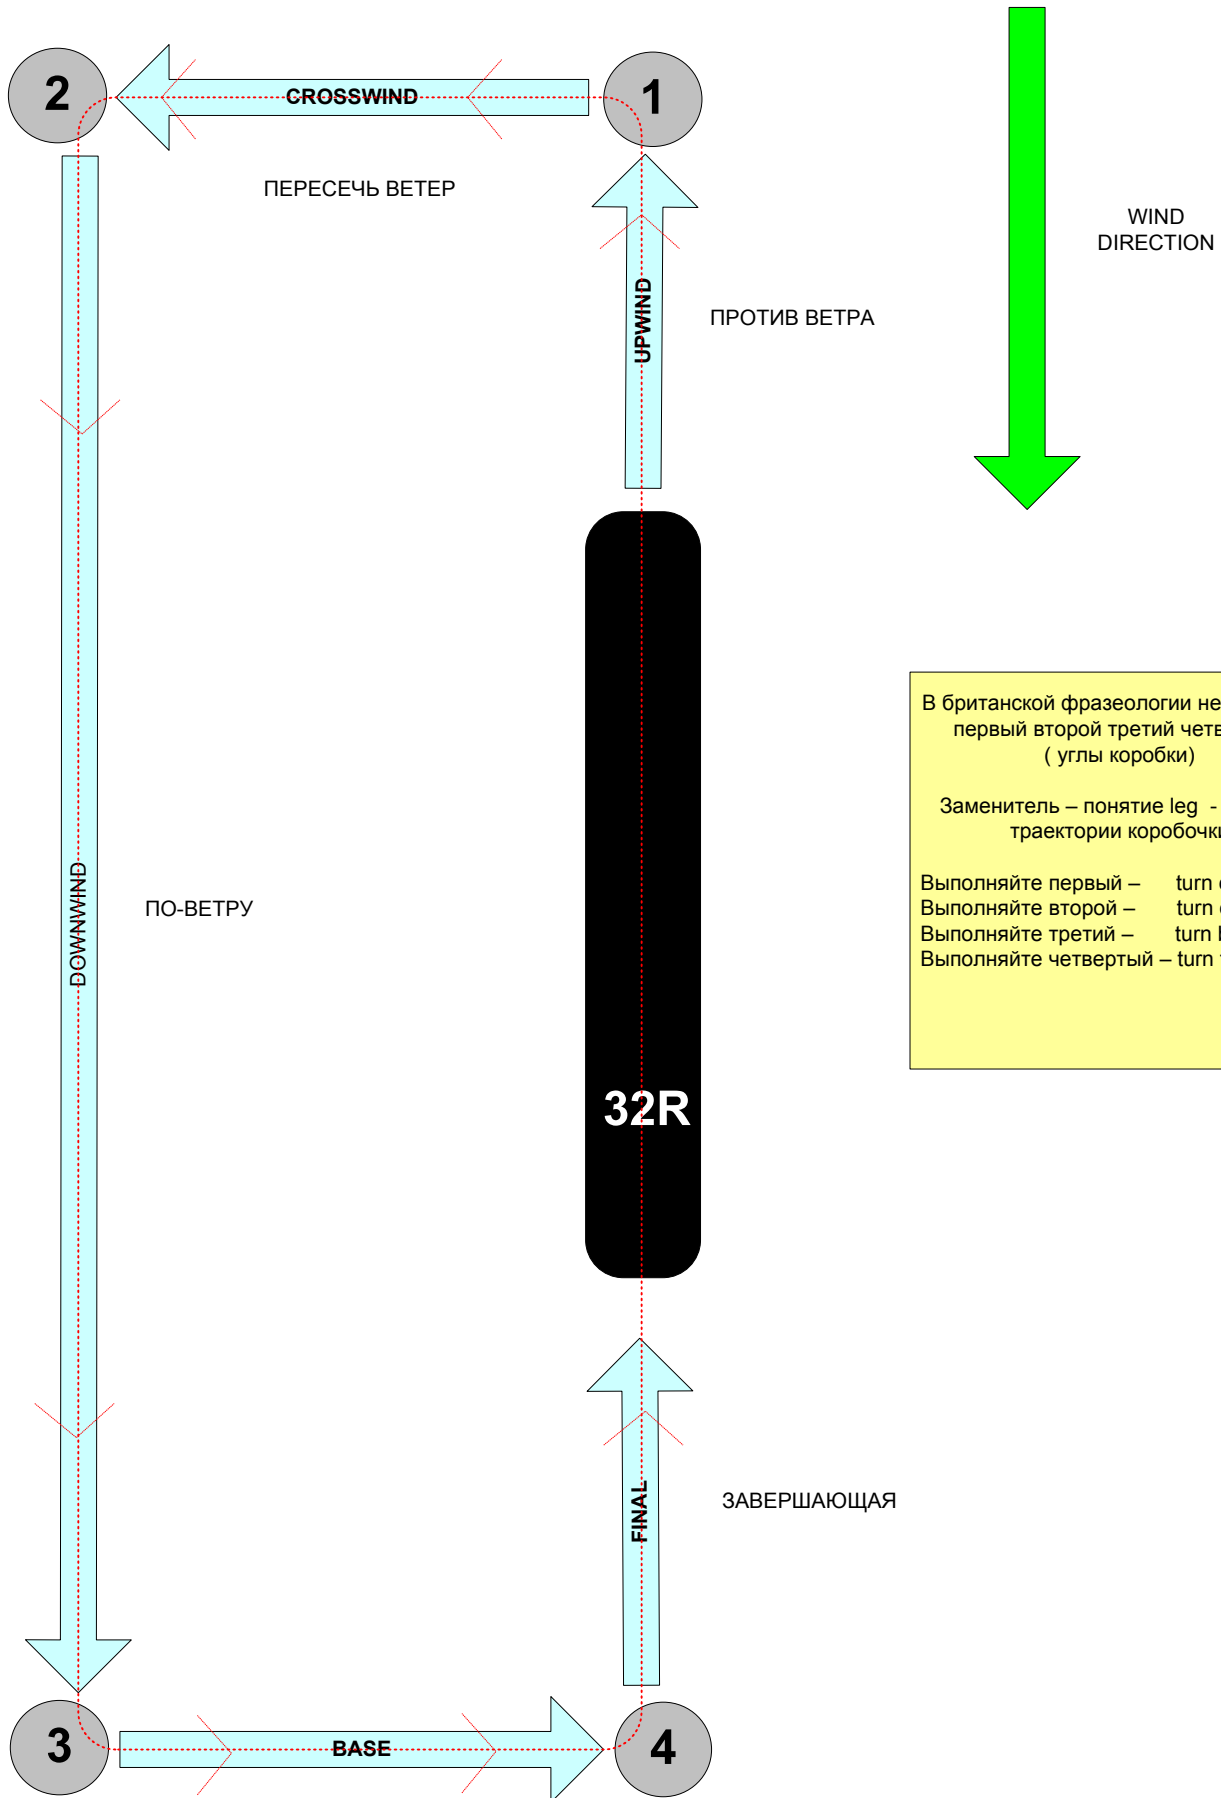 2
CROSSWIND
1
ПЕРЕСЕЧЬ ВЕТЕР
WIND
DIRECTION
UPWIND
ПРОТИВ ВЕТРА
В британской фразеологии не
первый второй третий
( углы коробки)
Заменитель – понятие leg -
траектории
Выполняйте первый – turn
Выполняйте второй – turn
Выполняйте третий – turn
Выполняйте четвертый – turn
DOWNWIND
ПО-ВЕТРУ
32R
FINAL
ЗАВЕРШАЮЩАЯ
3
BASE
4